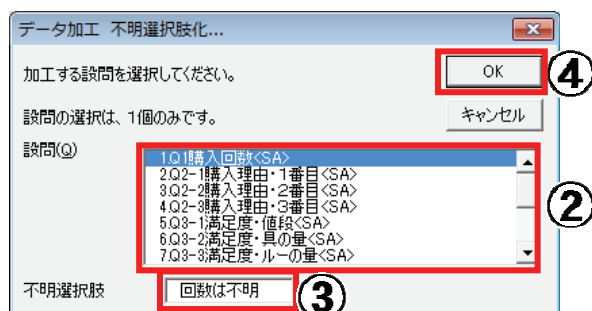 データ加工 不明選択肢化...
加工する設問を選択してください。
OK
④
設問の選択は、1個のみです。
キャンセル
設問(Q)
1.Q1購入回数<SA>
2.Q2-1購入理由・1番目<SA>
3.Q2-2購入理由・2番目<SA>
4.Q2-3購入理由・3番目<SA>
5.Q3-1満足度・値段<SA>
6.Q3-2満足度・具の量<SA>
7.Q3-3満足度・ルーの量<SA>
②
不明選択肢
回数は不明
③